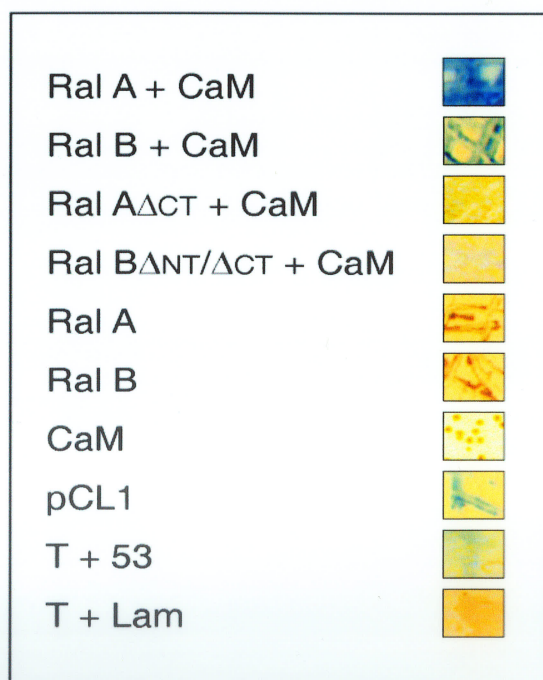 Ral A + CaM
Ral B + CaM
Ral AΔCT + CaM
Ral BΔNT/ΔCT + CaM
Ral A
Ral B
CaM
pCL1
T + 53
T + Lam